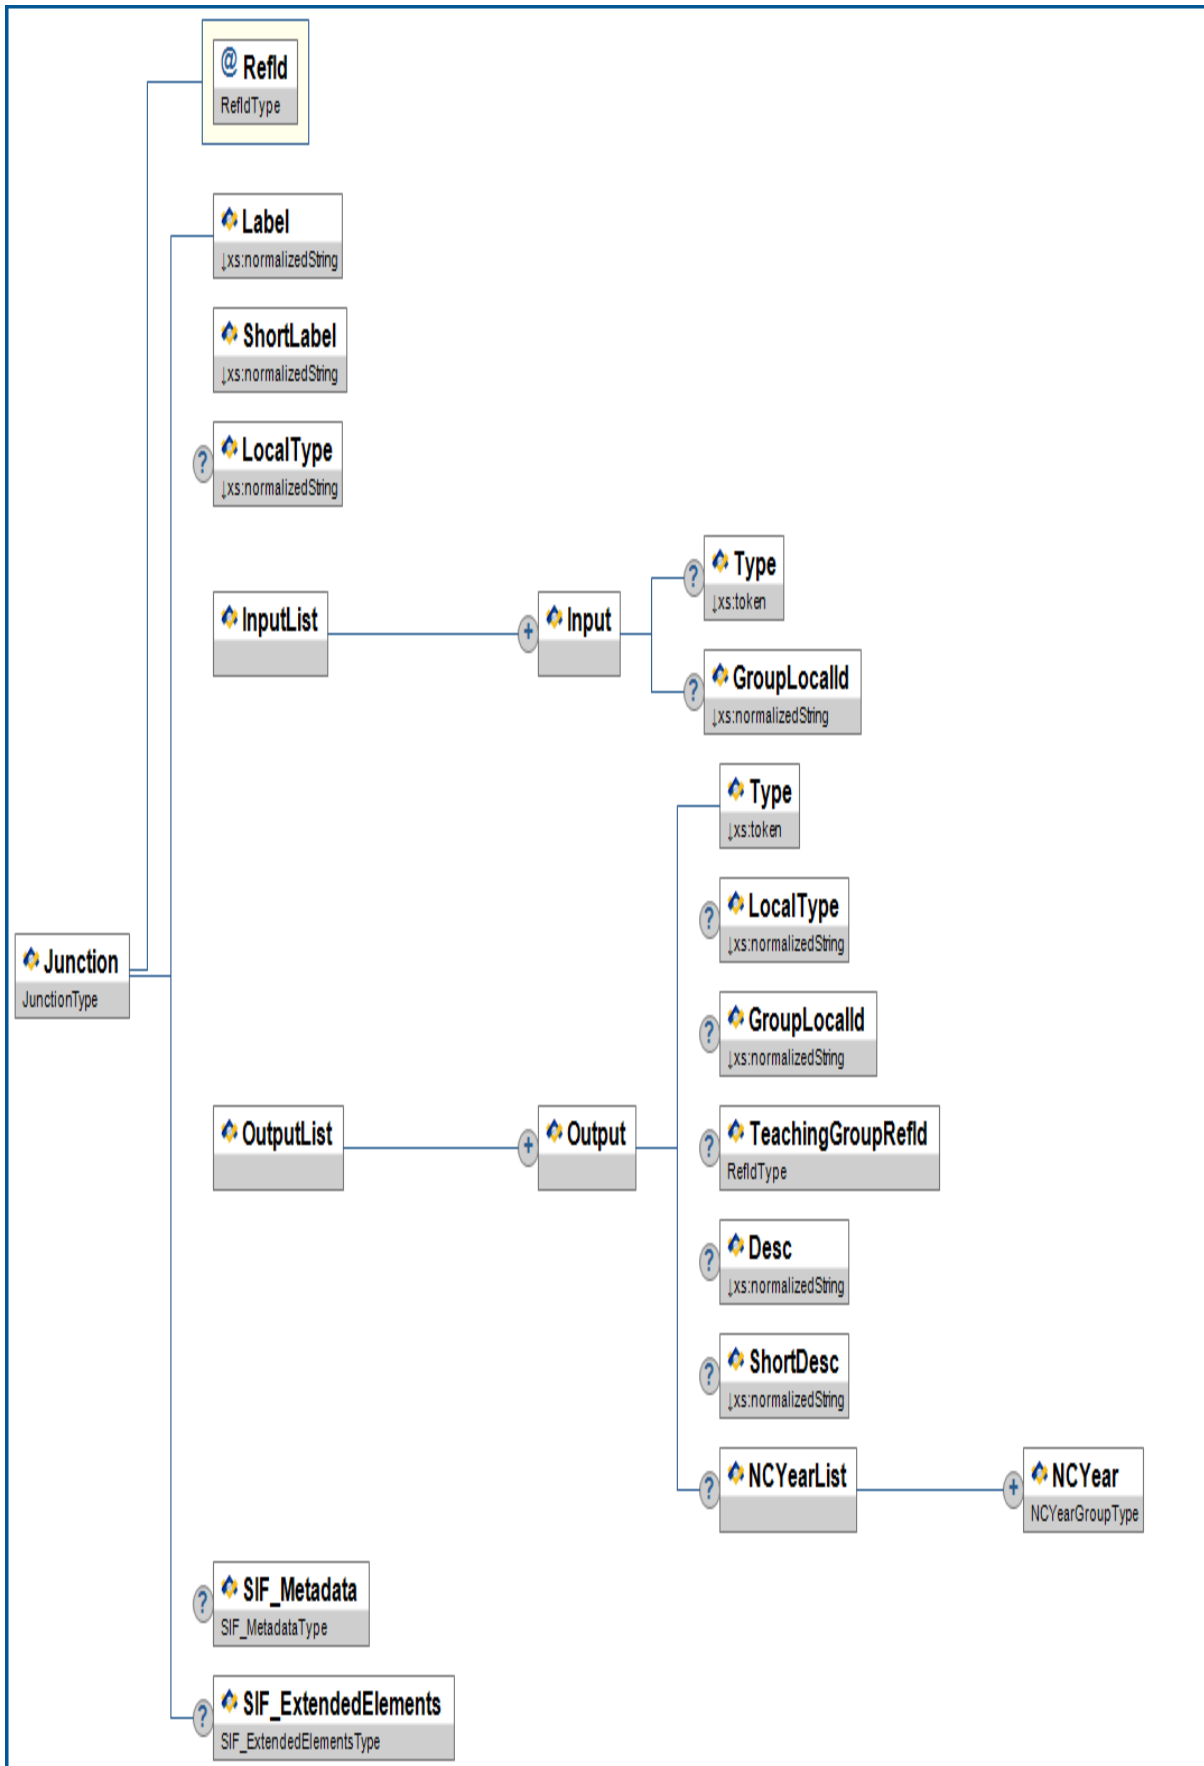 @ RefId
RefIdType
Label
↓xs:normalizedString
ShortLabel
↓xs:normalizedString
? LocalType
↓xs:normalizedString
InputList
+ Input
? Type
↓xs:token
? GroupLocalId
↓xs:normalizedString
Junction
JunctionType
OutputList
+ Output
Type
↓xs:token
? LocalType
↓xs:normalizedString
? GroupLocalId
↓xs:normalizedString
? TeachingGroupRefId
RefIdType
? Desc
↓xs:normalizedString
? ShortDesc
↓xs:normalizedString
? NCYearList
+ NCYear
NCYearGroupType
? SIF_Metadata
SIF_MetadataType
? SIF_ExtendedElements
SIF_ExtendedElementsType